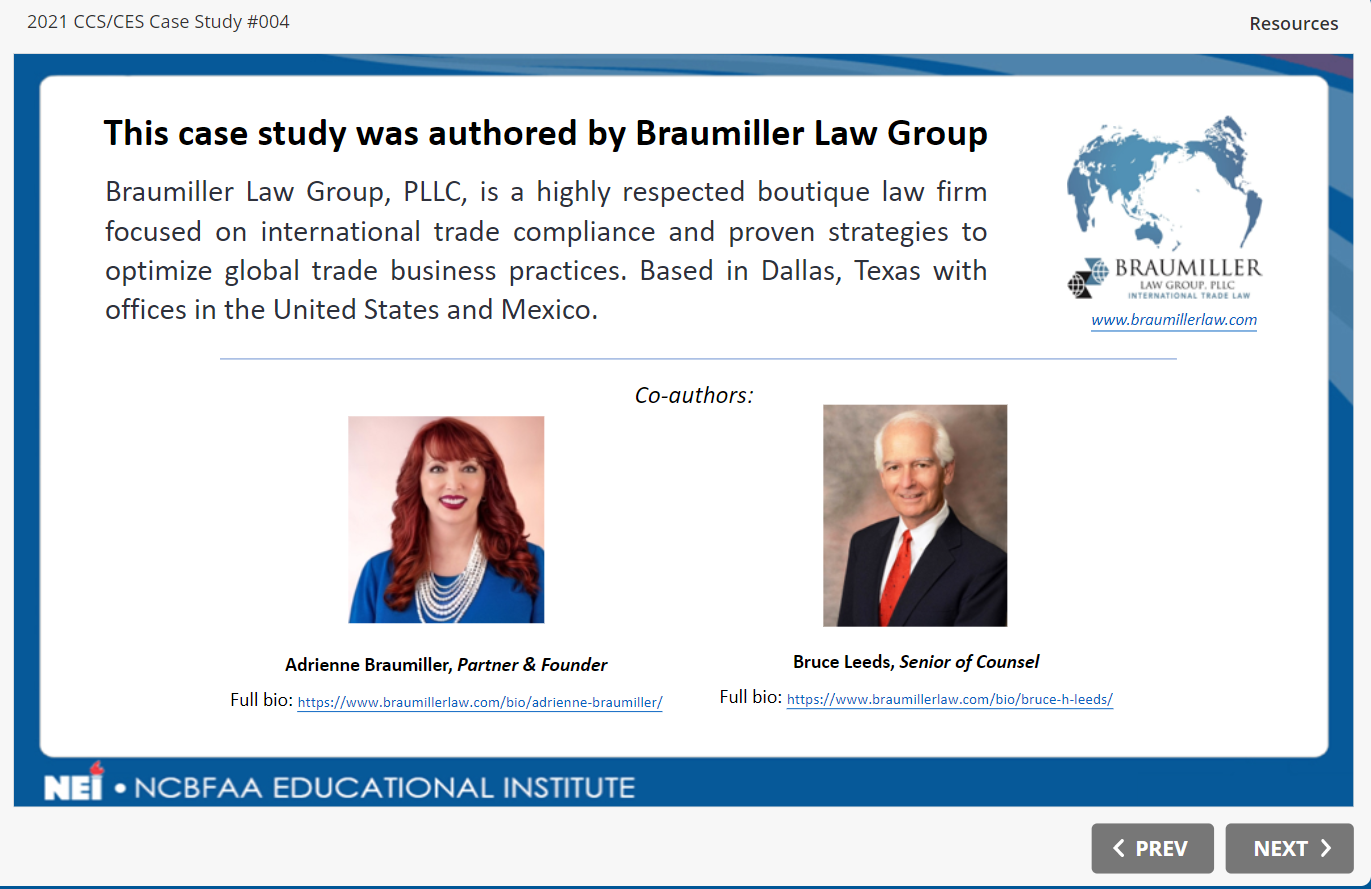 2021 CCS/CES Case Study #004
Resources
This case study was authored by Braumiller Law Group
Braumiller Law Group, PLLC, is a highly respected boutique law firm
focused on international trade compliance and proven strategies to
optimize global trade business practices. Based in Dallas, Texas with
offices in the United States and Mexico.
BRAUMILLER
LAW GROUP, PLLC
INTERNATIONAL TRADE LAW
www.braumillerlaw.com
Co-authors:
Adrienne Braumiller, Partner & Founder
Full bio: https://www.braumillerlaw.com/bio/adrienne-braumiller/
Bruce Leeds, Senior of Counsel
Full bio: https://www.braumillerlaw.com/bio/bruce-h-leeds/
NEI • NCBFAA EDUCATIONAL INSTITUTE
PREV
NEXT